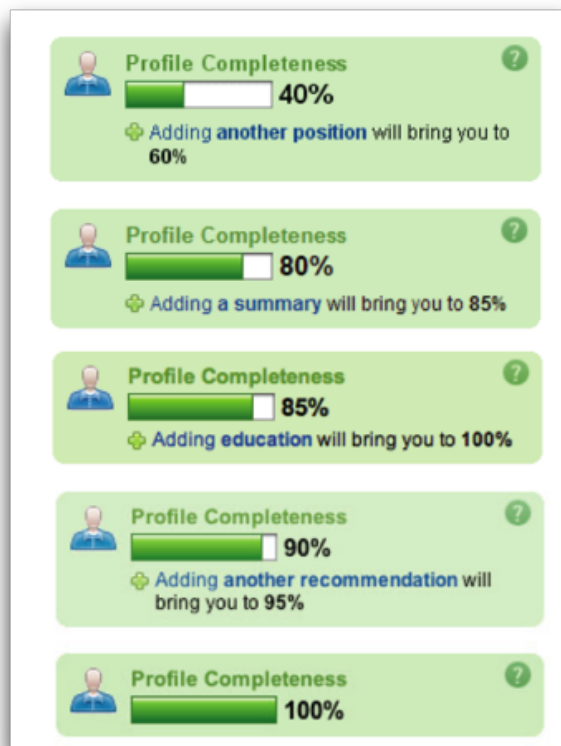 Profile Completeness ?
40%
Adding another position will bring you to
60%
Profile Completeness ?
80%
Adding a summary will bring you to 85%
Profile Completeness ?
85%
Adding education will bring you to 100%
Profile Completeness ?
90%
Adding another recommendation will
bring you to 95%
Profile Completeness ?
100%